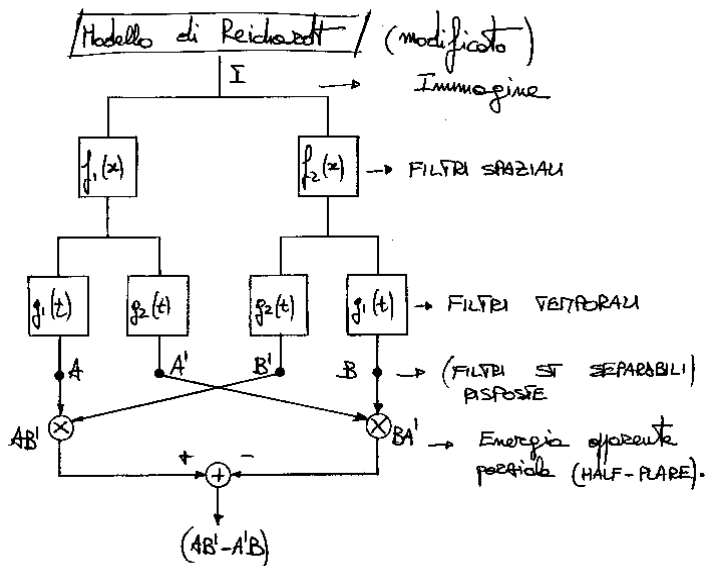 Modello di Reichardt (modificato)
I
Immagine
f1(x) f2(x) → FILTRI SPAZIALI
g1(t) g2(t) g2(t) g1(t) → FILTRI TEMPORALI
A A' B' B → (FILTRI ST SEPARABILI)
RISPOSTE
AB' × × BA' → Energia apparente
parziale (HALF-PLARE).
+ + -
(AB'-A'B)